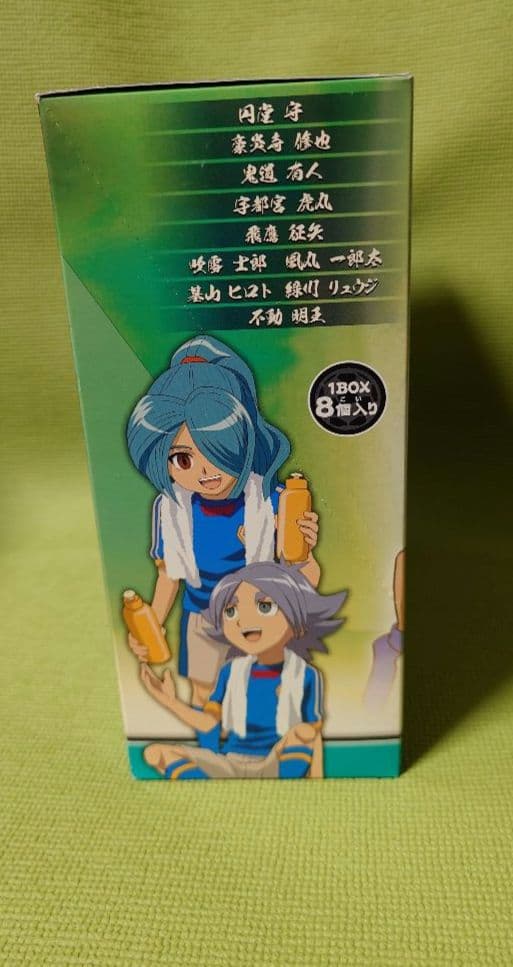 円堂 守
豪炎寺 修也
鬼道 有人
宇都宮 虎丸
飛鷹 征矢
吹雪 士郎 風丸 一郎太
基山 ヒロト 緑川 リュウジ
不動 明王
1BOX
8個入り
こい